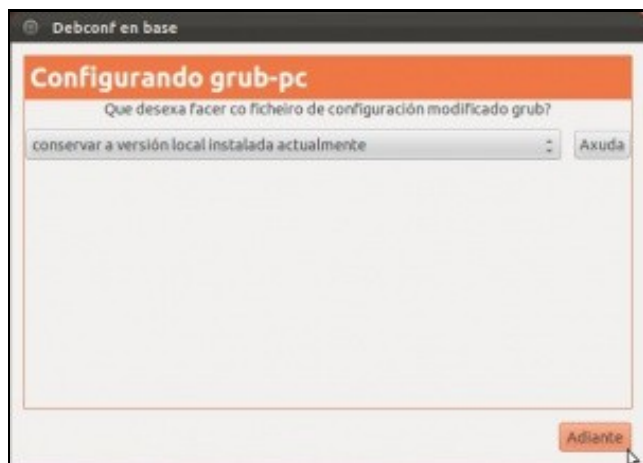 Debconf en base
Configurando grub-pc
Que desexa facer co ficheiro de configuración modificado grub?
conservar a versión local instalada actualmente
Axuda
Adiante